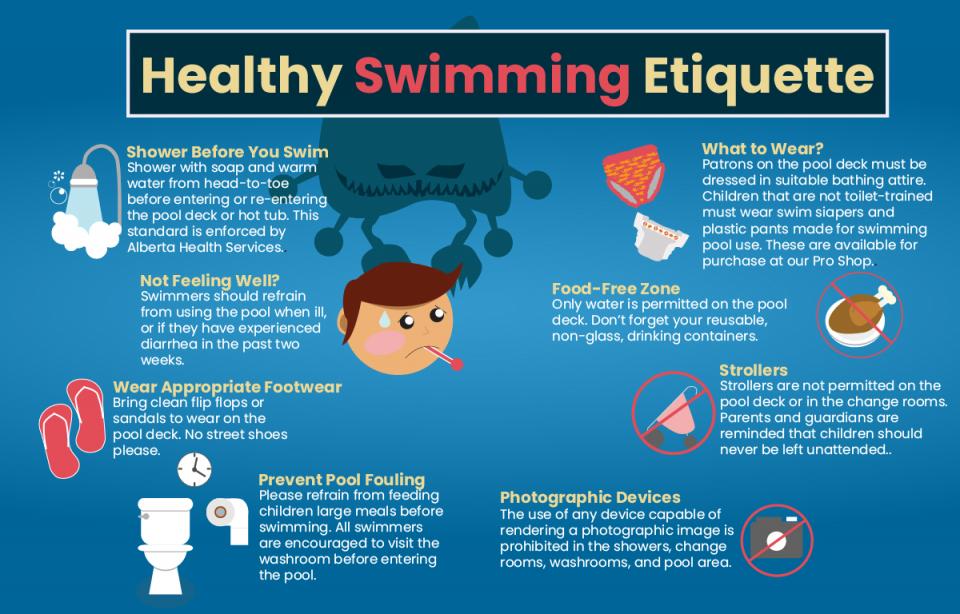 Healthy Swimming Etiquette
Shower Before You Swim
Shower with soap and warm
water from head-to-toe
before entering or re-entering
the pool deck or hot tub. This
standard is enforced by
Alberta Health Services..
Not Feeling Well?
Swimmers should refrain
from using the pool when ill,
or if they have experienced
diarrhea in the past two
weeks.
Wear Appropriate Footwear
Bring clean flip flops or
sandals to wear on the
pool deck. No street shoes
please.
Prevent Pool Fouling
Please refrain from feeding
children large meals before
swimming. All swimmers
are encouraged to visit the
washroom before entering
the pool.
What to Wear?
Patrons on the pool deck must be
dressed in suitable bathing attire.
Children that are not toilet-trained
must wear swim siapers and
plastic pants made for swimming
pool use. These are available for
purchase at our Pro Shop..
Food-Free Zone
Only water is permitted on the pool
deck. Don't forget your reusable,
non-glass, drinking containers.
Strollers
Strollers are not permitted on the
pool deck or in the change rooms.
Parents and guardians are
reminded that children should
never be left unattended..
Photographic Devices
The use of any device capable of
rendering a photographic image is
prohibited in the showers, change
rooms, washrooms, and pool area.